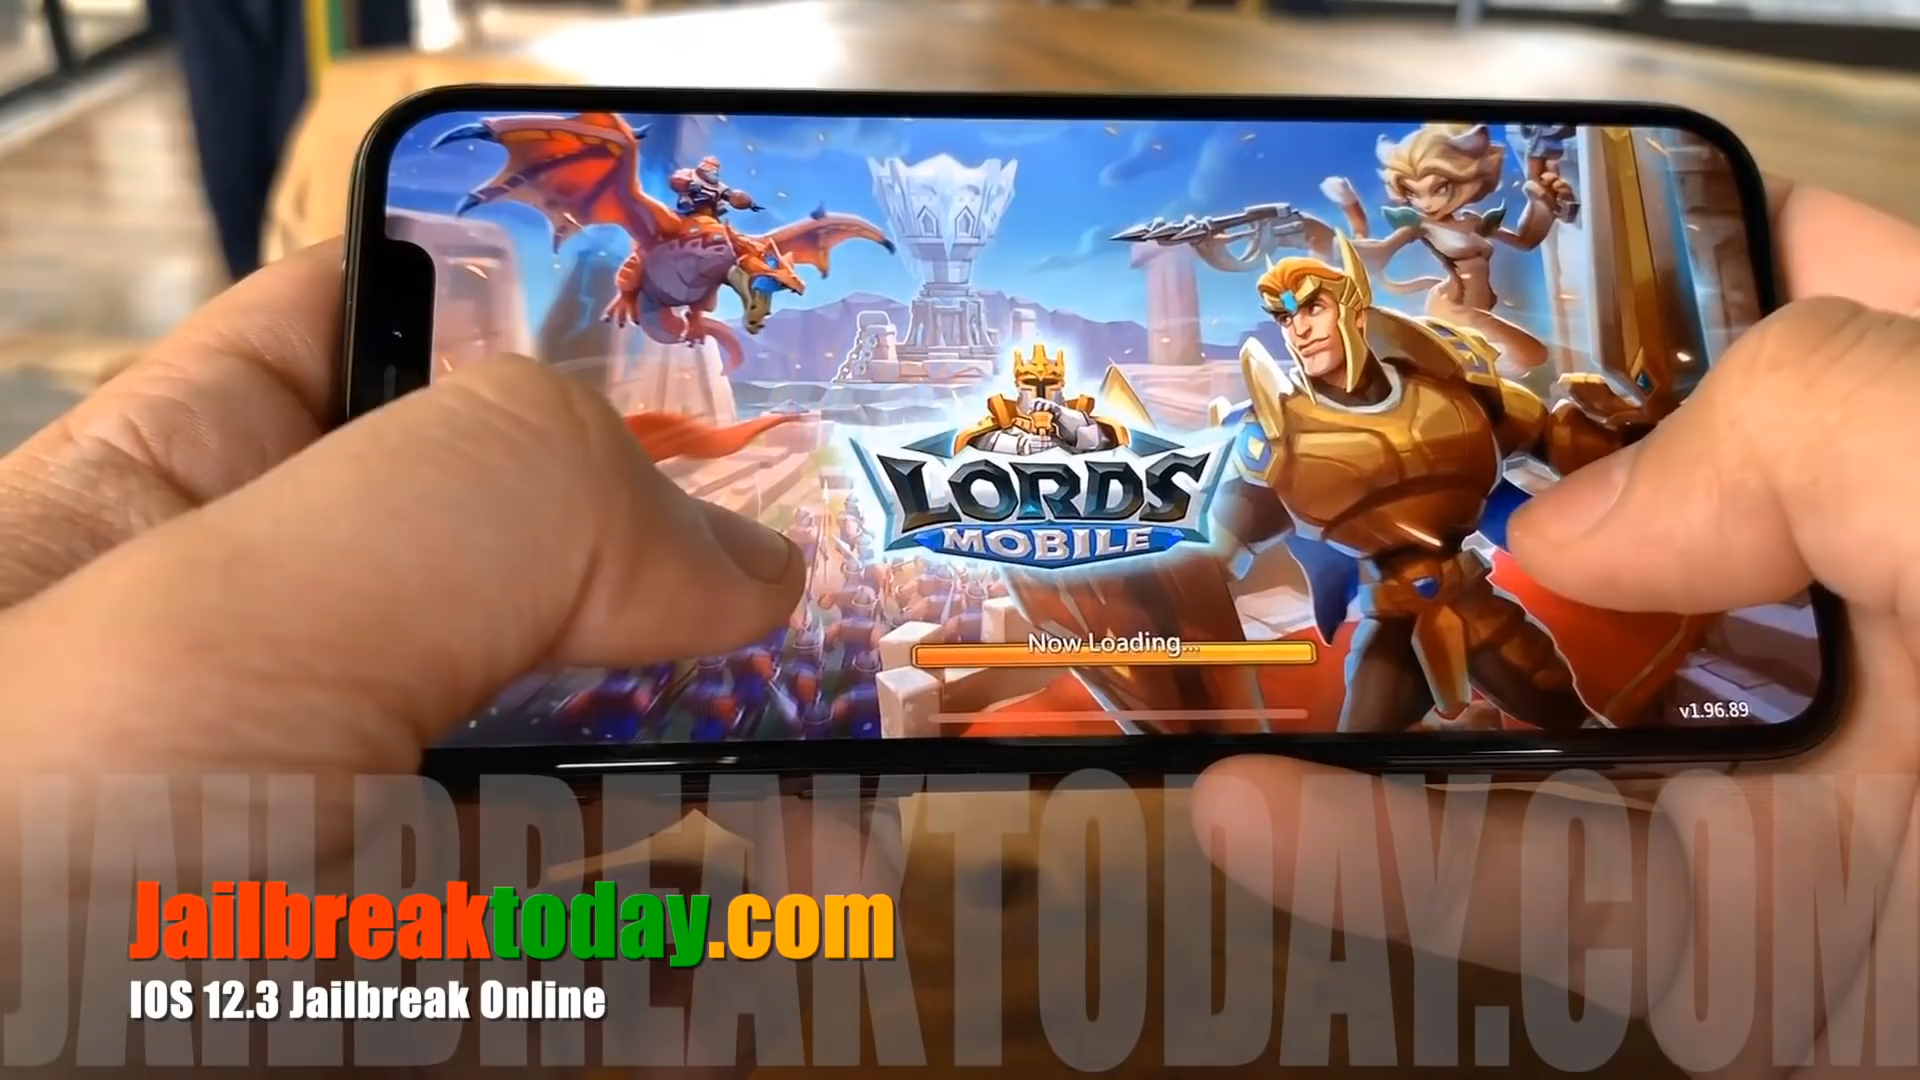 LORDS
MOBILE
Now Loading...
v1.96.89
JAILBREAKTODAY.COM
Jailbreaktoday.com
IOS 12.3 Jailbreak Online